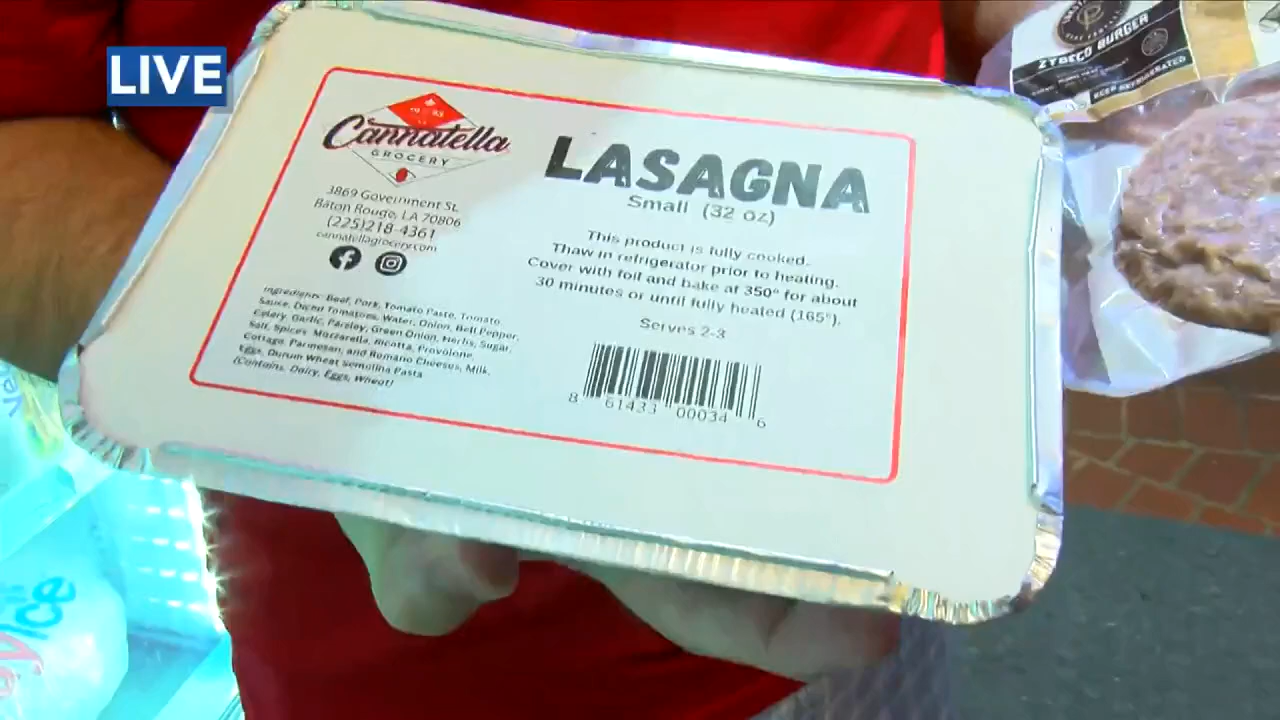 LIVE
Cannatella
GROCERY
3869 Government St.
Baton Rouge, LA 70806
(225)218-4361
cannatellagrocery.com
Ingredients: Beef, Pork, Tomato Paste, Tomato
Sauce, Diced Tomatoes, Water, Onion, Bell Pepper,
Celery, Garlic, Parsley, Green Onion, Herbs, Sugar,
Salt, Spices, Mozzarella, Ricotta, Provolone,
Cottage, Parmesan, and Romano Cheeses, Milk,
Eggs, Durum Wheat Semolina Pasta
(Contains, Dairy, Eggs, Wheat)
LASAGNA
Small (32 oz)
This product is fully cooked.
Thaw in refrigerator prior to heating.
Cover with foil and bake at 350° for about
30 minutes or until fully heated (165°).
Serves 2-3
8 61433 00034 6
ZYDECO BURGER
KEEP REFRIGERATED
Ice